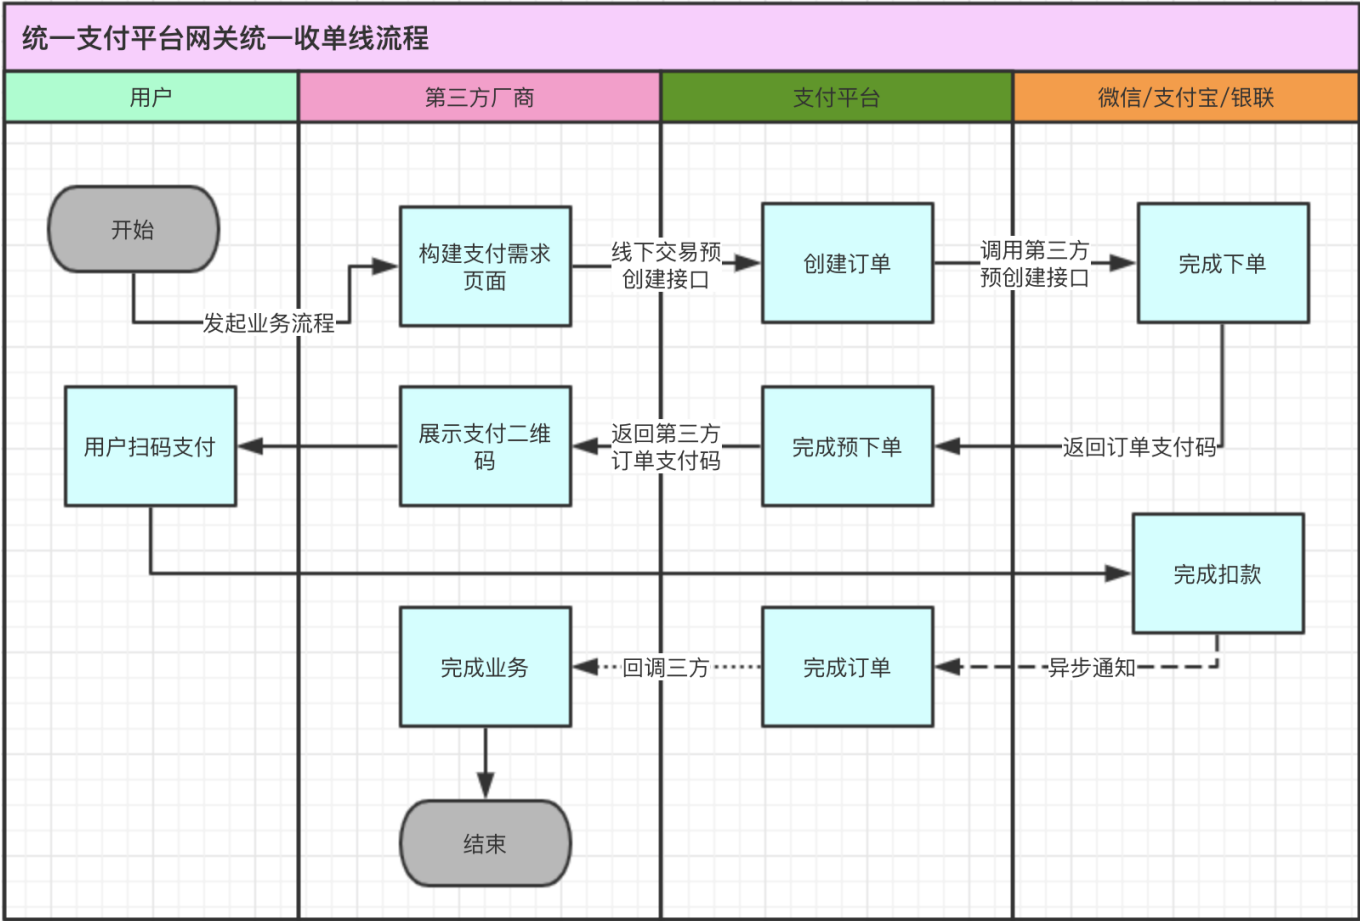 统一支付平台网关统一收单线流程
用户
第三方厂商
支付平台
微信/支付宝/银联
开始
发起业务流程
构建支付需求
页面
线下交易预
创建接口
创建订单
调用第三方
预创建接口
完成下单
返回订单支付码
完成预下单
返回第三方
订单支付码
展示支付二维
码
用户扫码支付
完成扣款
异步通知
完成订单
回调三方
完成业务
结束